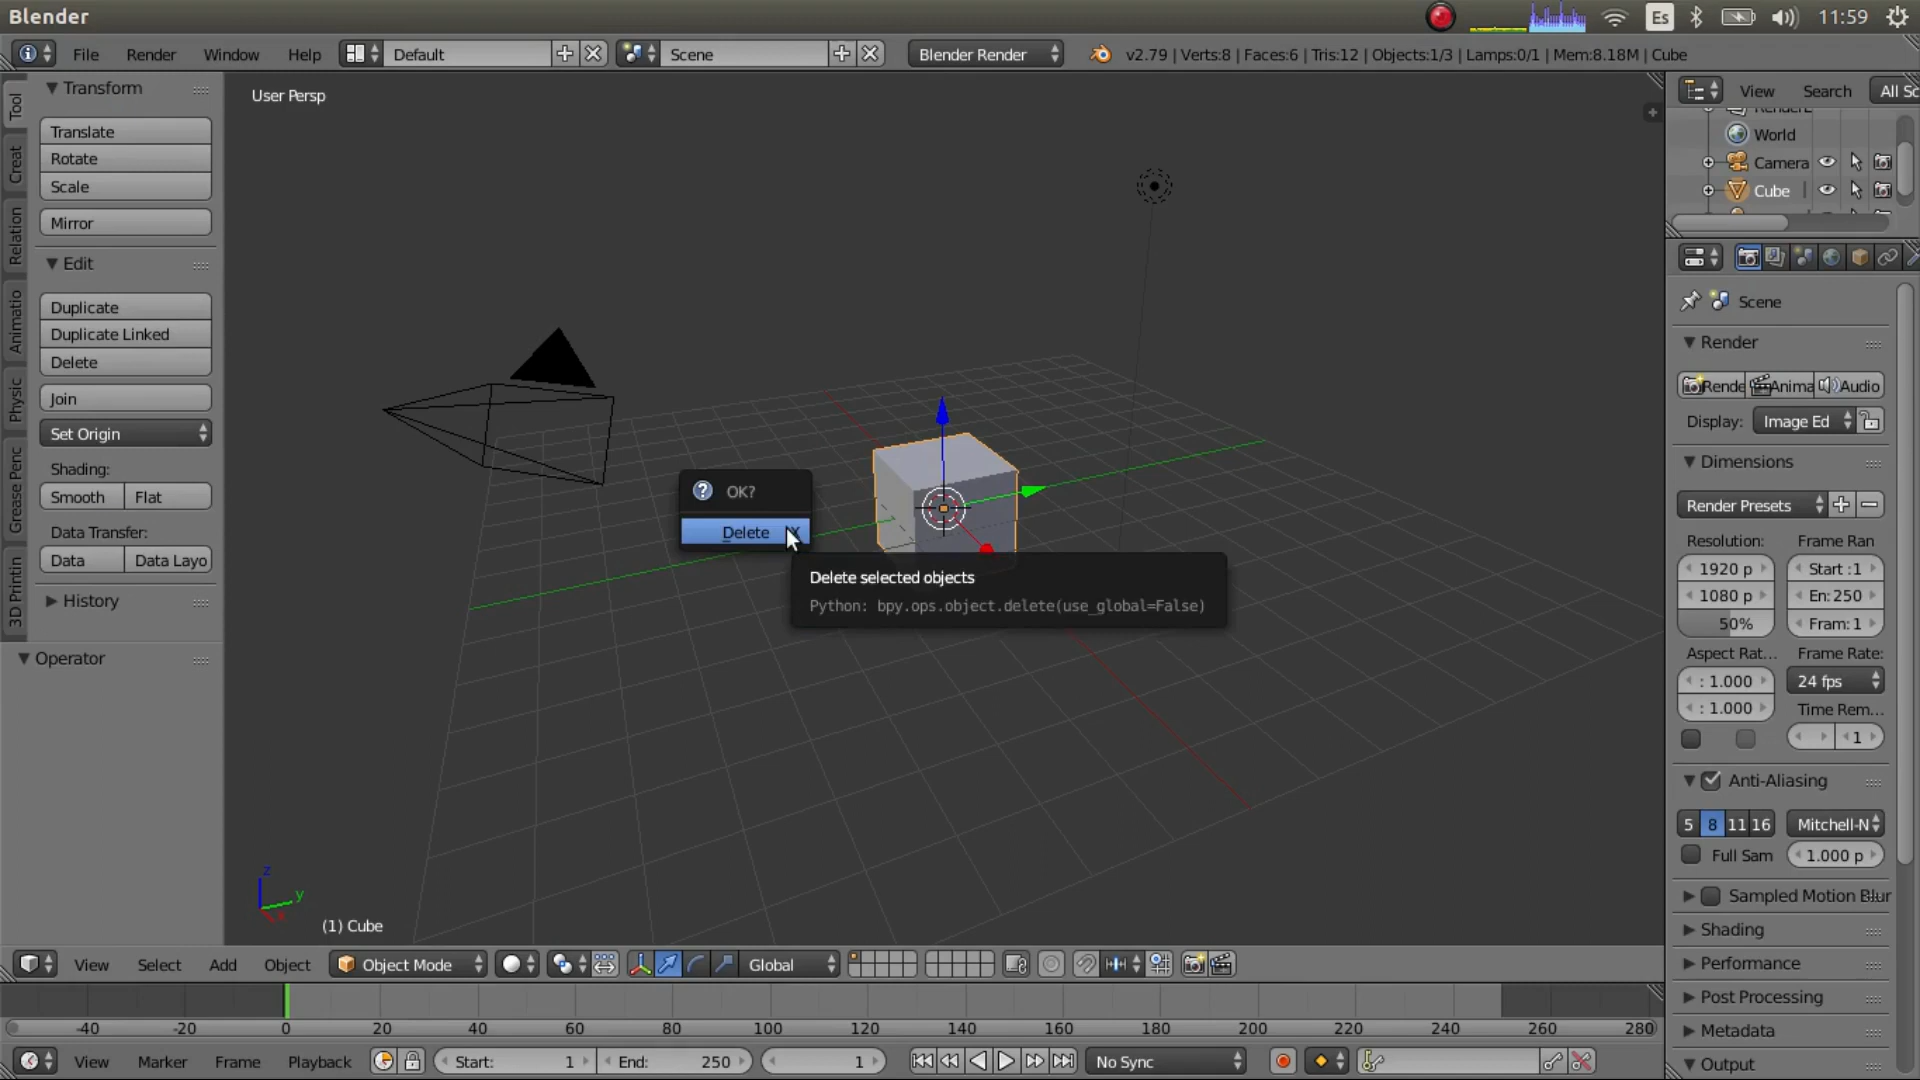 Blender
Es
11:59
File Render Window Help
Default
Scene
Blender Render
v2.79 | Verts:8 | Faces:6 | Tris:12 | Objects:1/3 | Lamps:0/1 | Mem:8.18M | Cube
Tool
Creat
Relation
Animatio
Physic
Grease Penc
3D Printin
Transform
Translate
Rotate
Scale
Mirror
Edit
Duplicate
Duplicate Linked
Delete
Join
Set Origin
Shading:
Smooth Flat
Data Transfer:
Data Data Layo
History
Operator
User Persp
OK?
Delete X
Delete selected objects
Python: bpy.ops.object.delete(use_global=False)
z
y
x
(1) Cube
View Search All Sc
World
Camera
Cube
Scene
Render
Rende Anima Audio
Display: Image Ed
Dimensions
Render Presets
Resolution: Frame Ran
1920 p Start :1
1080 p En: 250
50% Fram: 1
Aspect Rat... Frame Rate:
: 1.000 24 fps
: 1.000 Time Rem...
1
Anti-Aliasing
5 8 11 16 Mitchell-N
Full Sam 1.000 p
Sampled Motion Blur
Shading
Performance
Post Processing
Metadata
Output
View Select Add Object Object Mode Global
-40 -20 0 20 40 60 80 100 120 140 160 180 200 220 240 260 280
View Marker Frame Playback Start: 1 End: 250 1 No Sync